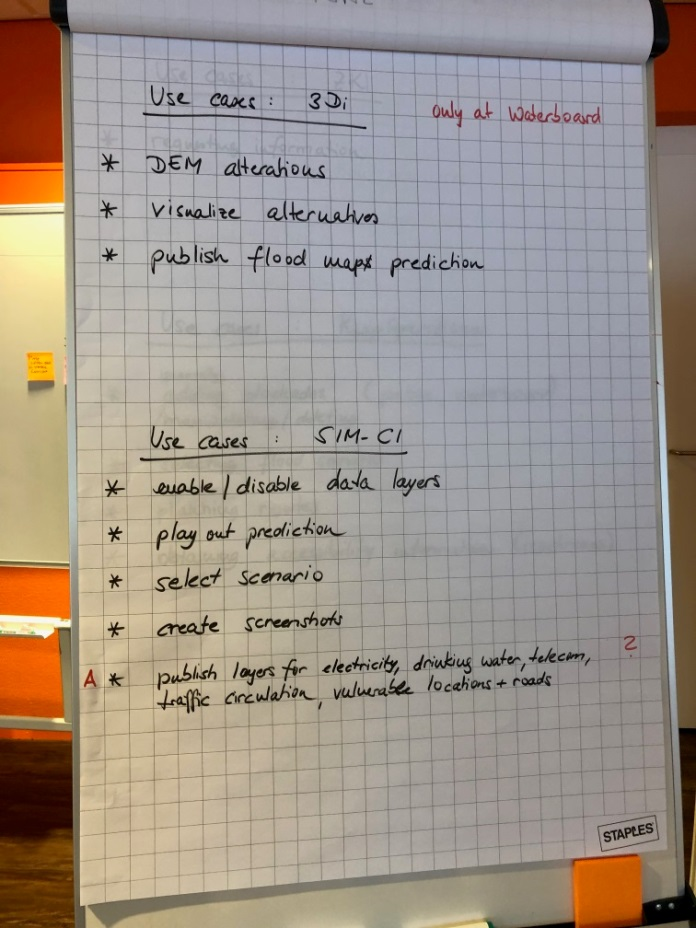 Use cases : 3Di
only at Waterboard
* DEM alterations
* visualize alternatives
* publish flood maps prediction
Use cases : SIM-CI
* enable/disable data layers
* play out prediction
* select scenario
* create screenshots
?
A * publish layers for electricity, drinking water, telecom,
traffic circulation, vulnerable locations + roads
STAPLES